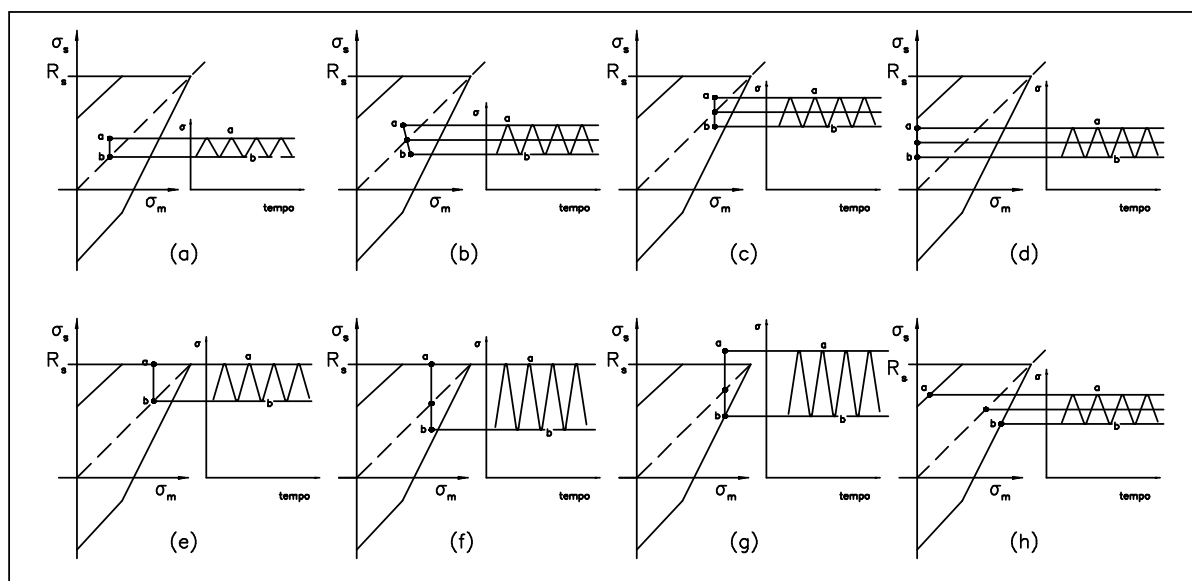 σs
Rs
a
b
σ
a
b
σm
tempo
(a)
σs
Rs
a
b
σ
a
b
σm
tempo
(b)
σs
Rs
a
b
σ
a
b
σm
tempo
(c)
σs
Rs
a
b
σ
a
b
σm
tempo
(d)
σs
Rs
a
b
σ
a
b
σm
tempo
(e)
σs
Rs
a
b
σ
a
b
σm
tempo
(f)
σs
Rs
a
b
σ
a
b
σm
tempo
(g)
σs
Rs
a
b
σ
a
b
σm
tempo
(h)